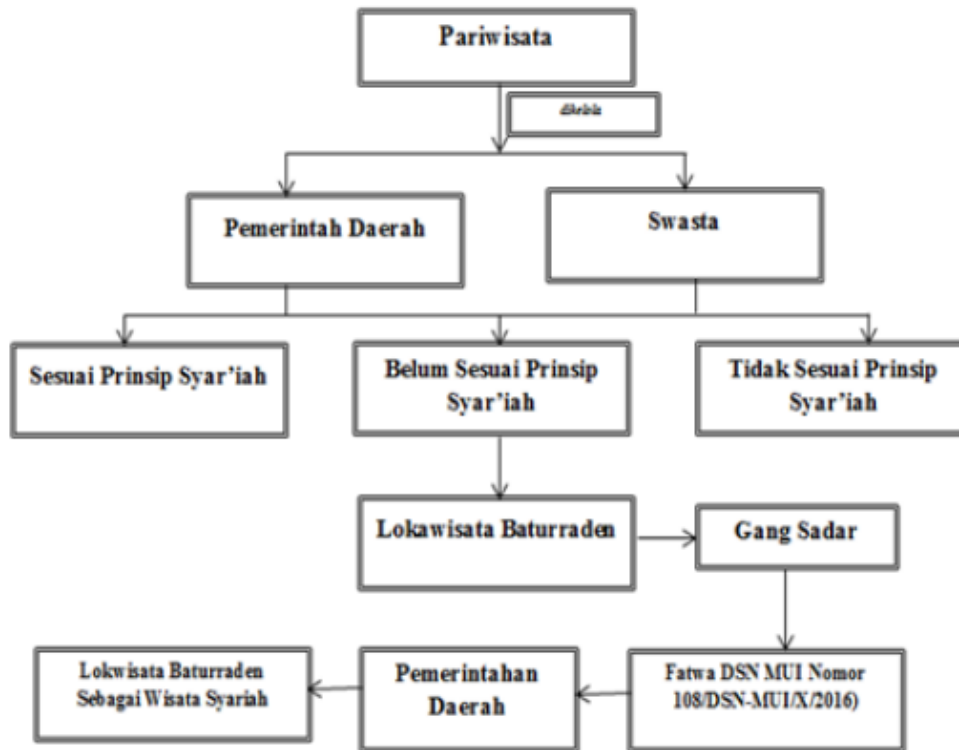 Pariwisata
Pemerintah Daerah
Swasta
Sesuai Prinsip Syar'iah
Belum Sesuai Prinsip
Syar'iah
Tidak Sesuai Prinsip
Syar'iah
Lokawisata Baturraden
Gang Sadar
Lokwisata Baturraden
Sebagai Wisata Syariah
Pemerintahan
Daerah
Fatwa DSN MUI Nomor
108/DSN-MUI/X/2016)